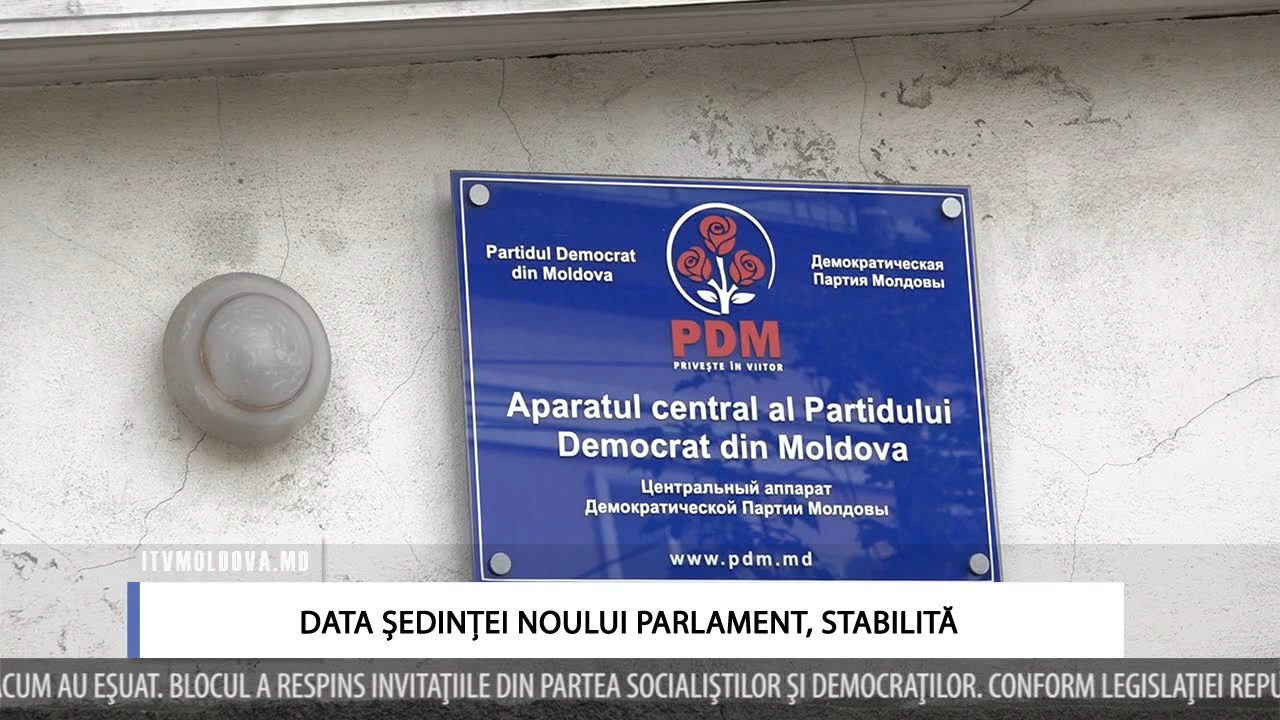 Partidul Democrat
din Moldova
Демократическая
Партия Молдовы
PDM
PRIVEȘTE ÎN VIITOR
Aparatul central al Partidului
Democrat din Moldova
Центральный аппарат
Демократической Партии Молдовы
www.pdm.md
ITVMOLDOVA.MD
DATA ŞEDINŢEI NOULUI PARLAMENT, STABILITĂ
ACUM AU EŞUAT. BLOCUL A RESPINS INVITAŢIILE DIN PARTEA SOCIALIŞTILOR ŞI DEMOCRAŢILOR. CONFORM LEGISLAŢIEI REPU